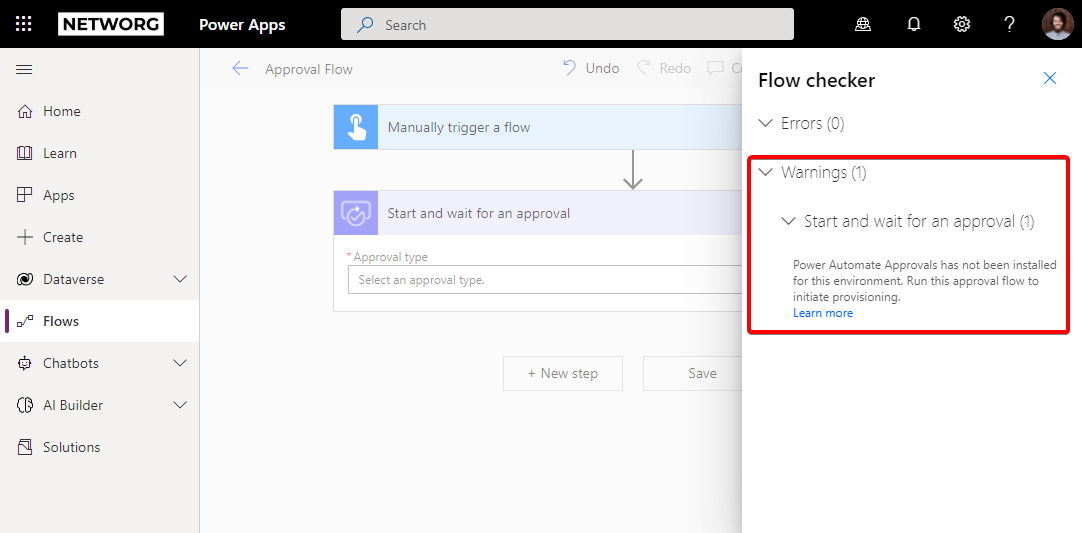 NETWORG
Power Apps
Search
Home
Learn
Apps
Create
Dataverse
Flows
Chatbots
AI Builder
Solutions
Approval Flow
Undo
Redo
Manually trigger a flow
Start and wait for an approval
* Approval type
Select an approval type.
+ New step
Save
Flow checker
Errors (0)
Warnings (1)
Start and wait for an approval (1)
Power Automate Approvals has not been installed
for this environment. Run this approval flow to
initiate provisioning.
Learn more